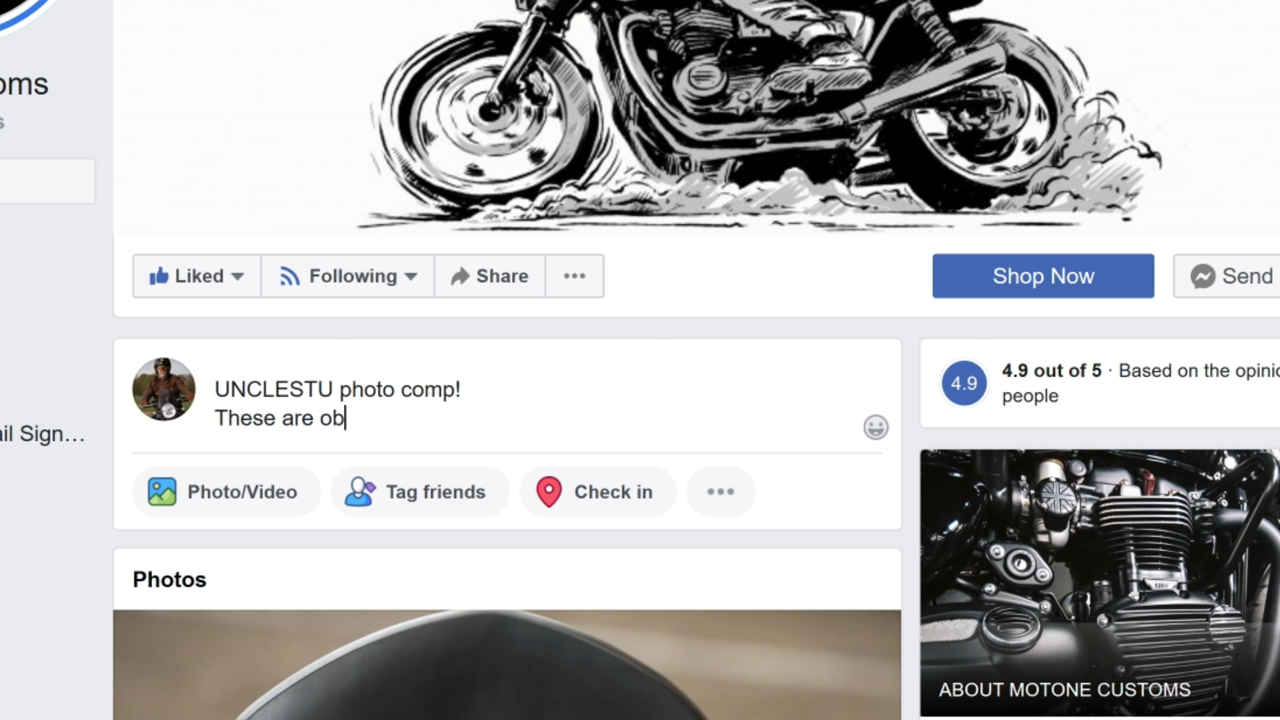 oms
s
Liked
Following
Share
Shop Now
Send
UNCLESTU photo comp!
These are ob
4.9
4.9 out of 5 · Based on the opinio
people
ail Sign…
Photo/Video
Tag friends
Check in
Photos
ABOUT MOTONE CUSTOMS